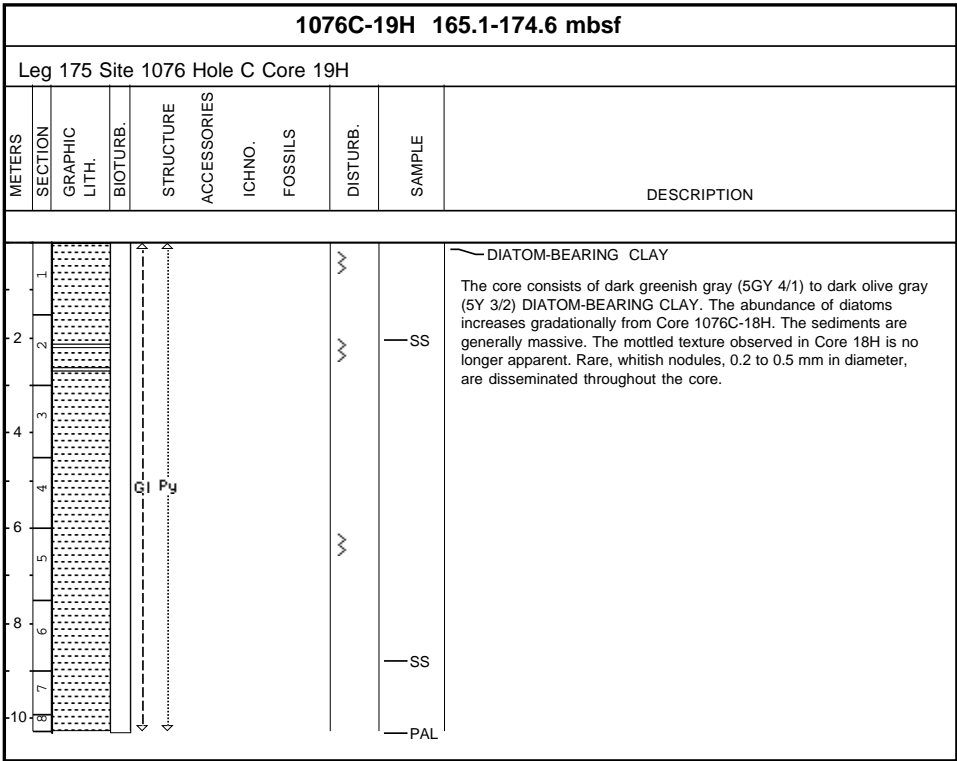 1076C-19H 165.1-174.6 mbsf
Leg 175 Site 1076 Hole C Core 19H
METERS
SECTION
GRAPHIC
LITH.
BIOTURB.
STRUCTURE
ACCESSORIES
ICHNO.
FOSSILS
DISTURB.
SAMPLE
DESCRIPTION
DIATOM-BEARING CLAY
The core consists of dark greenish gray (5GY 4/1) to dark olive gray
(5Y 3/2) DIATOM-BEARING CLAY. The abundance of diatoms
increases gradationally from Core 1076C-18H. The sediments are
generally massive. The mottled texture observed in Core 18H is no
longer apparent. Rare, whitish nodules, 0.2 to 0.5 mm in diameter,
are disseminated throughout the core.
1
2
2
SS
3
4
4
Gl Py
6
5
8
6
SS
7
10
8
PAL